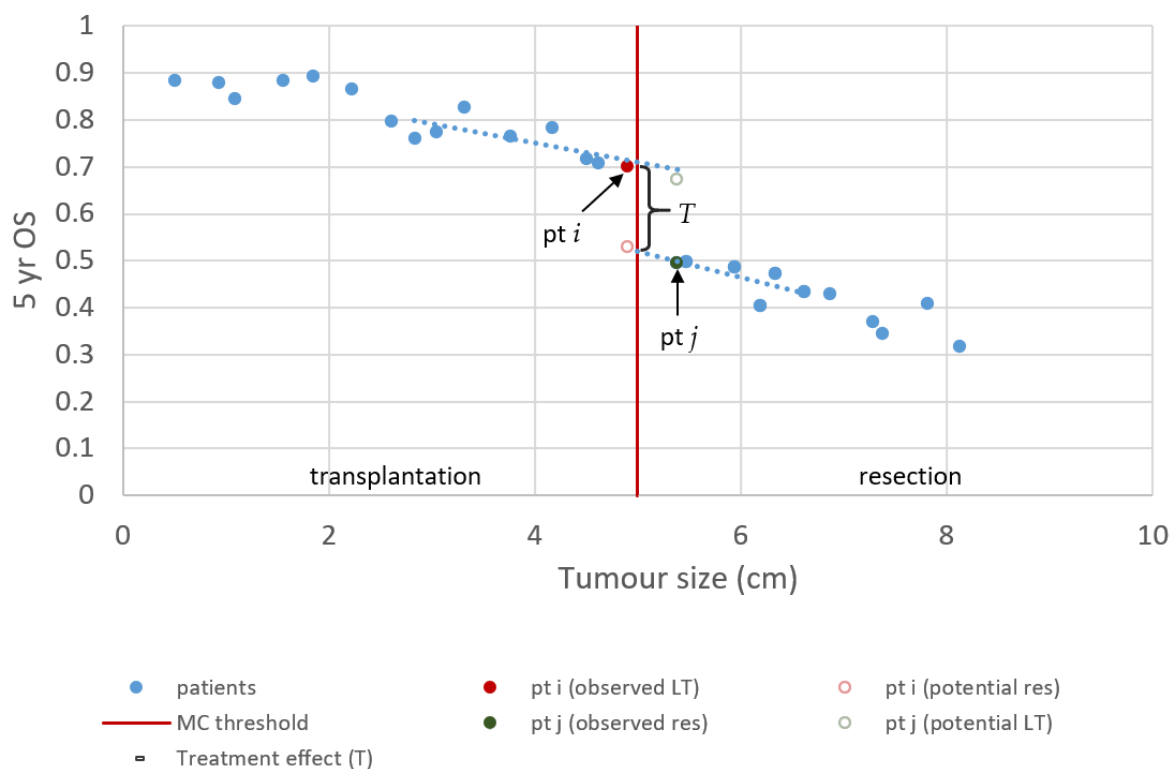 1
0.9
0.8
0.7
0.6
0.5
0.4
0.3
0.2
0.1
0
5 yr OS
pt i
T
pt j
transplantation
resection
0 2 4 6 8 10
Tumour size (cm)
patients pt i (observed LT) pt i (potential res)
MC threshold pt j (observed res) pt j (potential LT)
Treatment effect (T)